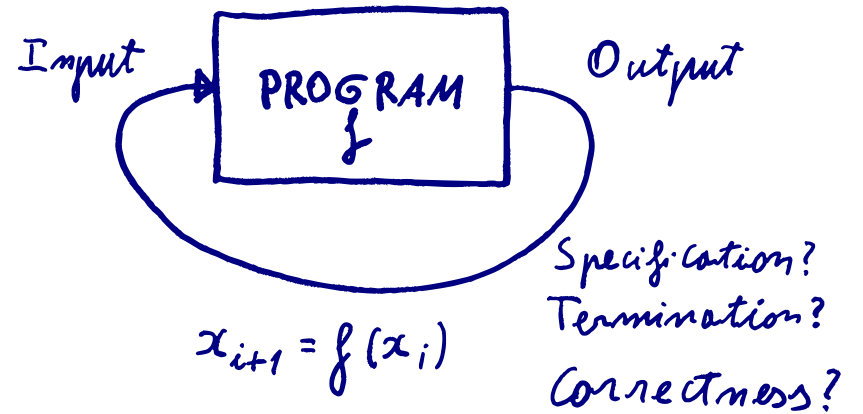 Input
PROGRAM
f
Output
x_{i+1} = f(x_i)
Specification?
Termination?
Correctness?